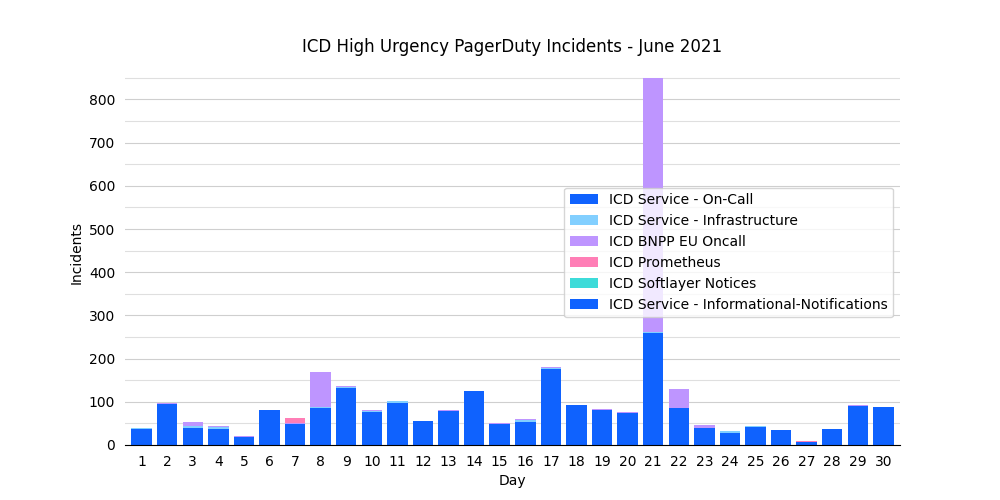 ICD High Urgency PagerDuty Incidents - June 2021
800
700
600
500
400
300
200
100
0
Incidents
ICD Service - On-Call
ICD Service - Infrastructure
ICD BNPP EU Oncall
ICD Prometheus
ICD Softlayer Notices
ICD Service - Informational-Notifications
1 2 3 4 5 6 7 8 9 10 11 12 13 14 15 16 17 18 19 20 21 22 23 24 25 26 27 28 29 30
Day